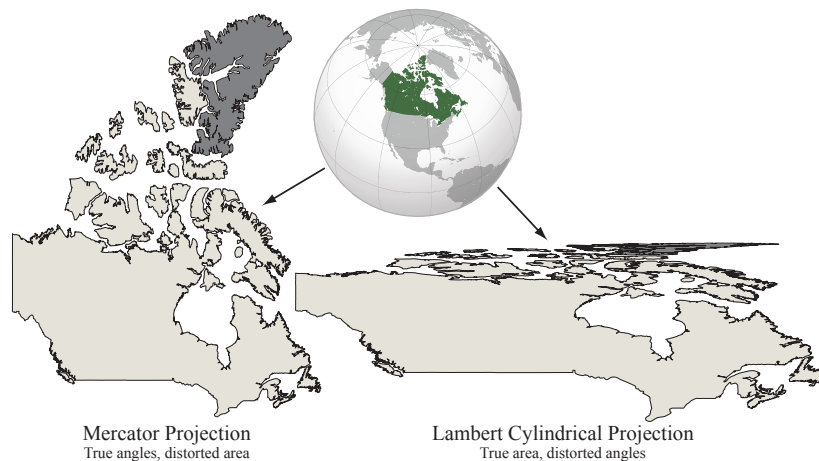 Mercator Projection
True angles, distorted area
Lambert Cylindrical Projection
True area, distorted angles